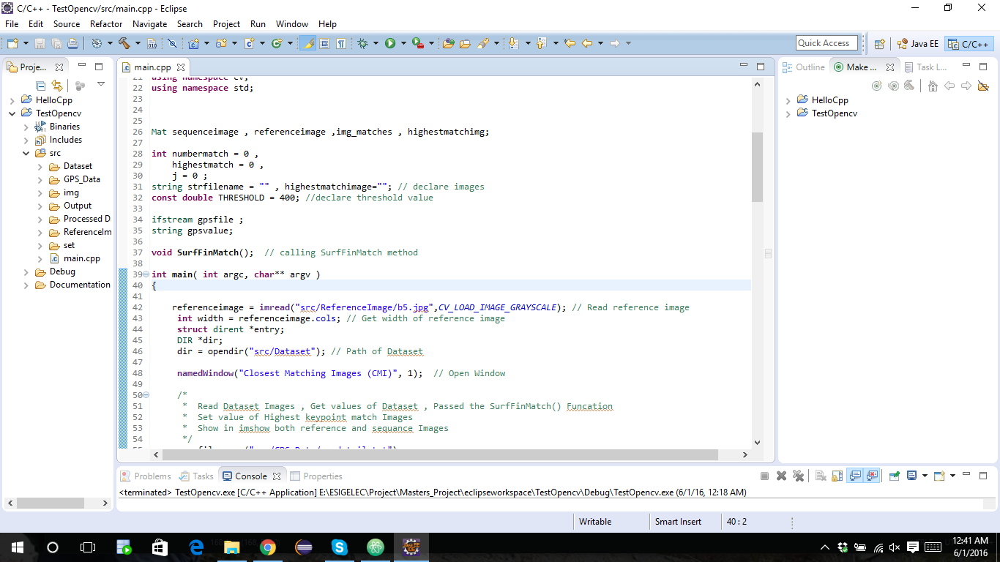 C/C++ - TestOpencv/src/main.cpp - Eclipse
File Edit Source Refactor Navigate Search Project Run Window Help
Quick Access
Java EE
C/C++
Proje...
HelloCpp
TestOpencv
Binaries
Includes
src
Dataset
GPS_Data
img
Output
Processed D
ReferenceIm
set
main.cpp
Debug
Documentation
main.cpp
21 using namespace cv;
22 using namespace std;
23
24
25
26 Mat sequenceimage , referenceimage ,img_matches , highestmatchimg;
27
28 int numbermatch = 0 ,
29 highestmatch = 0 ,
30 j = 0 ;
31 string strfilename = "" , highestmatchimage=""; // declare images
32 const double THRESHOLD = 400; //declare threshold value
33
34 ifstream gpsfile ;
35 string gpsvalue;
36
37 void SurfFinMatch(); // calling SurfFinMatch method
38
39 int main( int argc, char** argv )
40 {
41
42 referenceimage = imread("src/ReferenceImage/b5.jpg",CV_LOAD_IMAGE_GRAYSCALE); // Read reference image
43 int width = referenceimage.cols; // Get width of reference image
44 struct dirent *entry;
45 DIR *dir;
46 dir = opendir("src/Dataset"); // Path of Dataset
47
48 namedWindow("Closest Matching Images (CMI)", 1); // Open Window
49
50 /*
51 * Read Dataset Images , Get values of Dataset , Passed the SurfFinMatch() Funcation
52 * Set value of Highest keypoint match Images
53 * Show in imshow both reference and sequance Images
54 */
Outline
Make ...
Task L...
HelloCpp
TestOpencv
Problems Tasks Console Properties
<terminated> TestOpencv.exe [C/C++ Application] E:\ESIGELEC\Project\Masters_Project\eclipseworkspace\TestOpencv\Debug\TestOpencv.exe (6/1/16, 12:18 AM)
Writable
Smart Insert
40 : 2
12:41 AM
6/1/2016